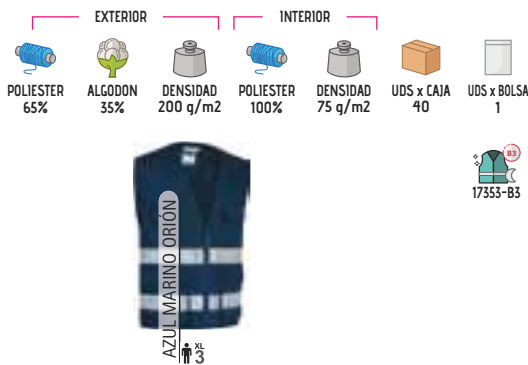 EXTERIOR
INTERIOR
POLIESTER
65%
ALGODON
35%
DENSIDAD
200 g/m2
POLIESTER
100%
DENSIDAD
75 g/m2
UDS x CAJA
40
UDS x BOLSA
1
B3
17353-B3
AZUL MARINO ORIÓN
XL
3